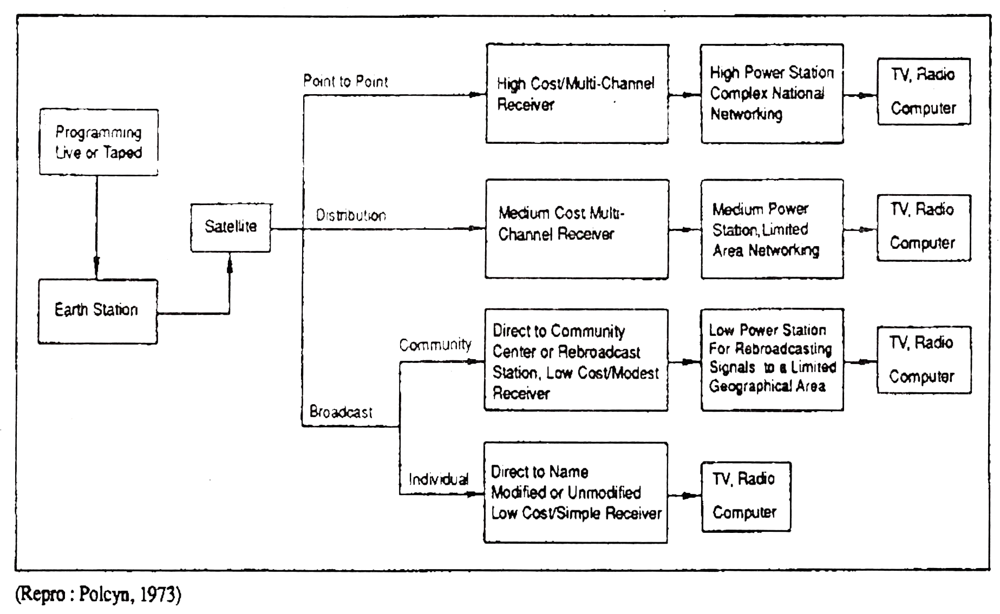 Programming
Live or Taped
Earth Station
Satellite
Point to Point
High Cost/Multi-Channel
Receiver
High Power Station
Complex National
Networking
TV, Radio
Computer
Distribution
Medium Cost Multi-
Channel Receiver
Medium Power
Station, Limited
Area Networking
TV, Radio
Computer
Broadcast
Community
Direct to Community
Center or Rebroadcast
Station, Low Cost/Modest
Receiver
Low Power Station
For Rebroadcasting
Signals to a Limited
Geographical Area
TV, Radio
Computer
Individual
Direct to Name
Modified or Unmodified
Low Cost/Simple Receiver
TV, Radio
Computer
(Repro : Polcyn, 1973)